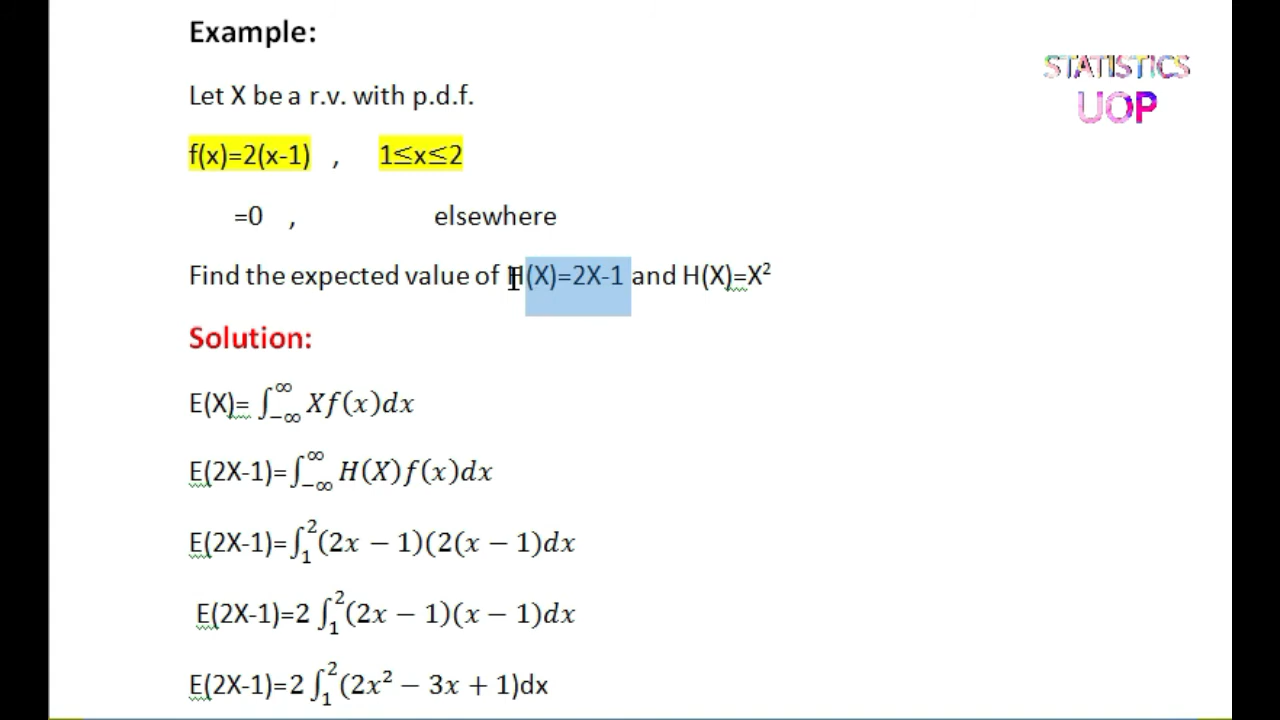 Example:
STATISTICS
UOP
Let X be a r.v. with p.d.f.
f(x)=2(x-1) , 1≤x≤2
=0 , elsewhere
Find the expected value of H(X)=2X-1 and H(X)=X²
Solution:
E(X)= ∫_{-∞}^{∞} Xf(x)dx
E(2X-1)=∫_{-∞}^{∞} H(X)f(x)dx
E(2X-1)=∫_1^2(2x − 1)(2(x − 1)dx
E(2X-1)=2 ∫_1^2(2x − 1)(x − 1)dx
E(2X-1)=2 ∫_1^2(2x² − 3x + 1)dx